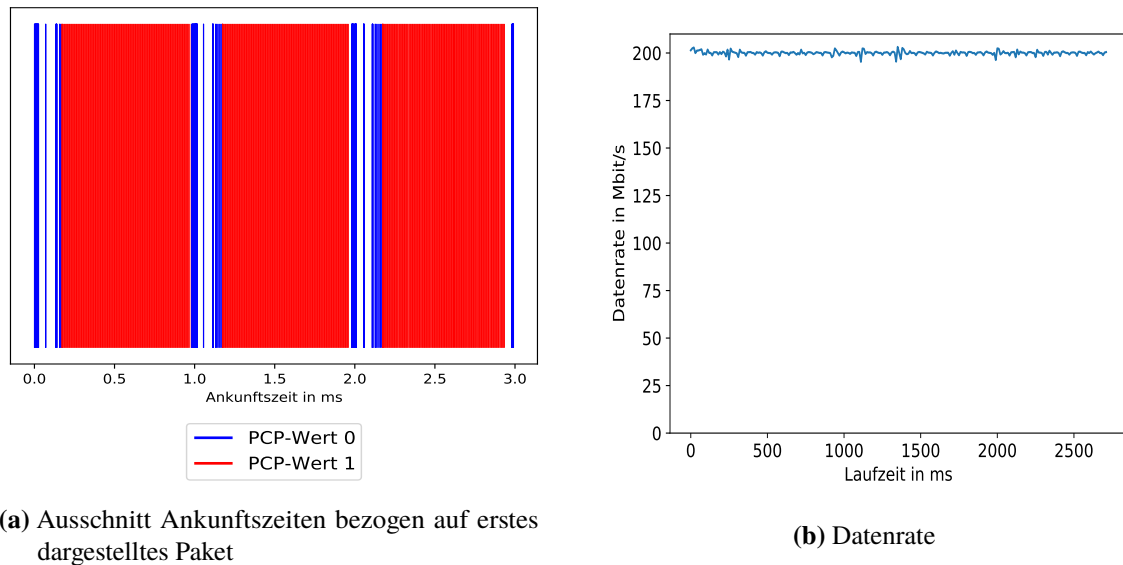 0.0 0.5 1.0 1.5 2.0 2.5 3.0
Ankunftszeit in ms
PCP-Wert 0
PCP-Wert 1
(a) Ausschnitt Ankunftszeiten bezogen auf erstes
dargestelltes Paket
200
175
150
125
100
75
50
25
0
Datenrate in Mbit/s
0 500 1000 1500 2000 2500
Laufzeit in ms
(b) Datenrate